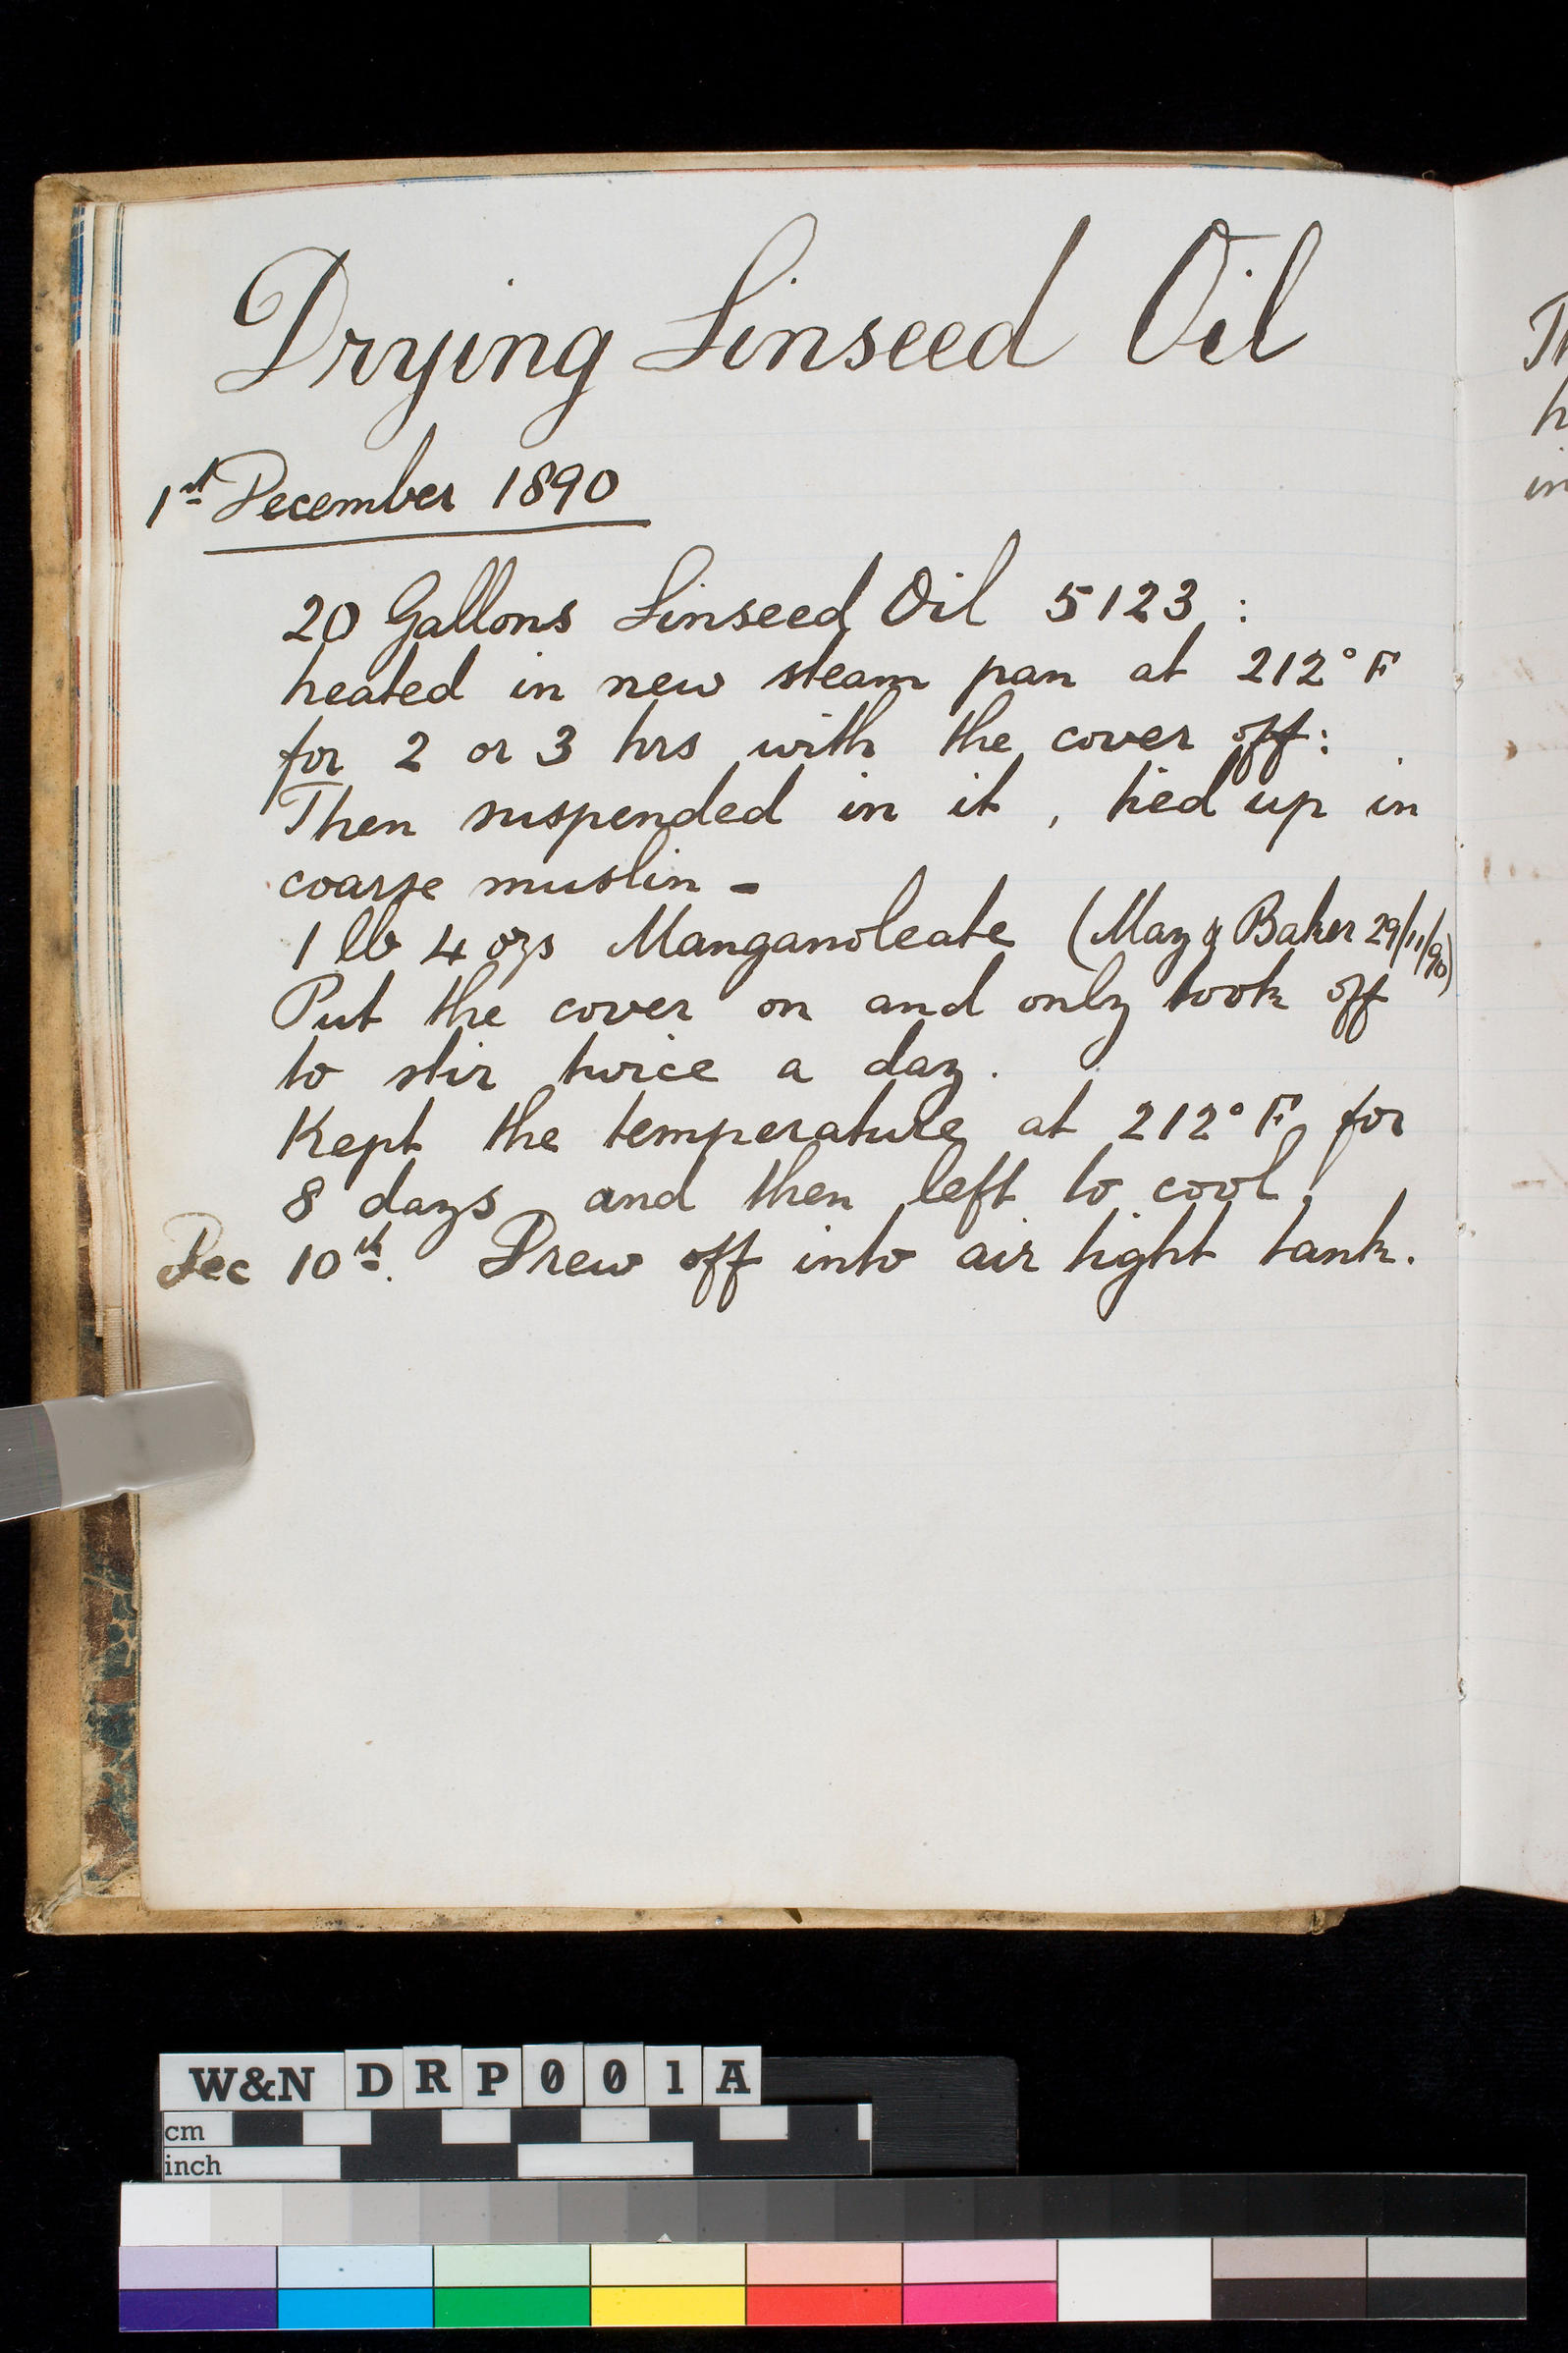 Drying Linseed Oil
1st December 1890
20 Gallons Linseed Oil 5123 :
heated in new steam pan at 212° F
for 2 or 3 hrs with the cover off :
Then suspended in it , tied up in
coarse muslin -
1 lb 4 ozs Manganoleate (May & Baker 29/11/90)
Put the cover on and only took off
to stir twice a day .
Kept the temperature at 212° F for
8 days and then left to cool .
Dec 10th. Drew off into air tight tank .
Th
h
in
W&N DRP001A
cm
inch